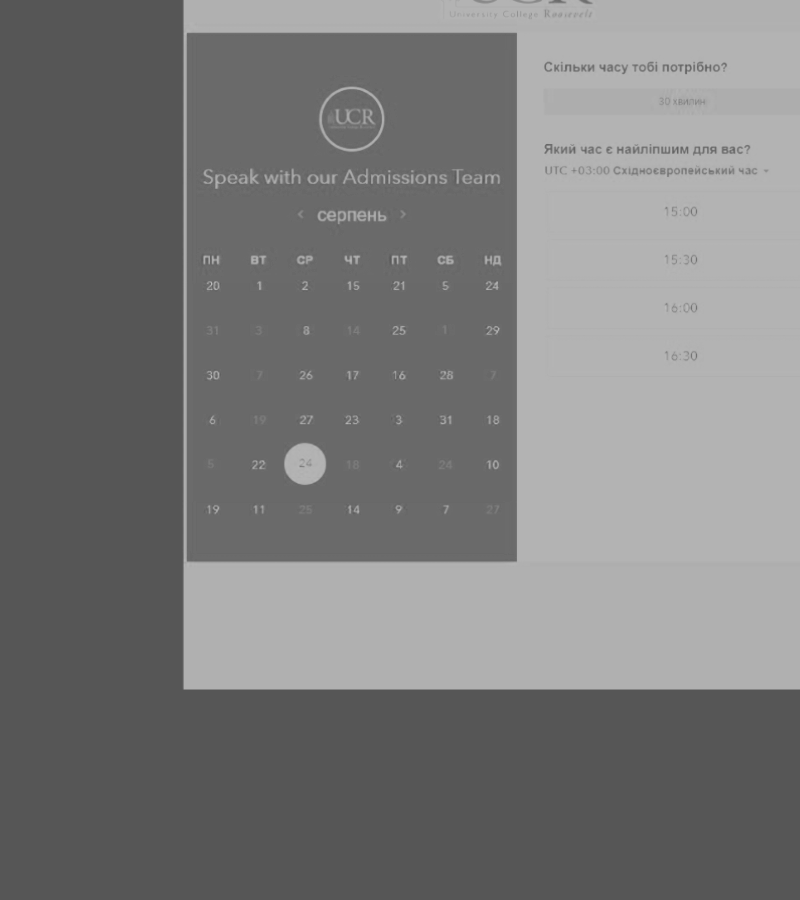 University College Roosevelt
UCR
Speak with our Admissions Team
< серпень >
ПН ВТ СР ЧТ ПТ СБ НД
20 1 2 15 21 5 24
31 3 8 14 25 1 29
30 7 26 17 16 28 7
6 19 27 23 3 31 18
5 22 24 18 4 24 10
19 11 25 14 9 7 27
Скільки часу тобі потрібно?
30 хвилин
Який час є найліпшим для вас?
UTC +03:00 Східноєвропейський час
15:00
15:30
16:00
16:30